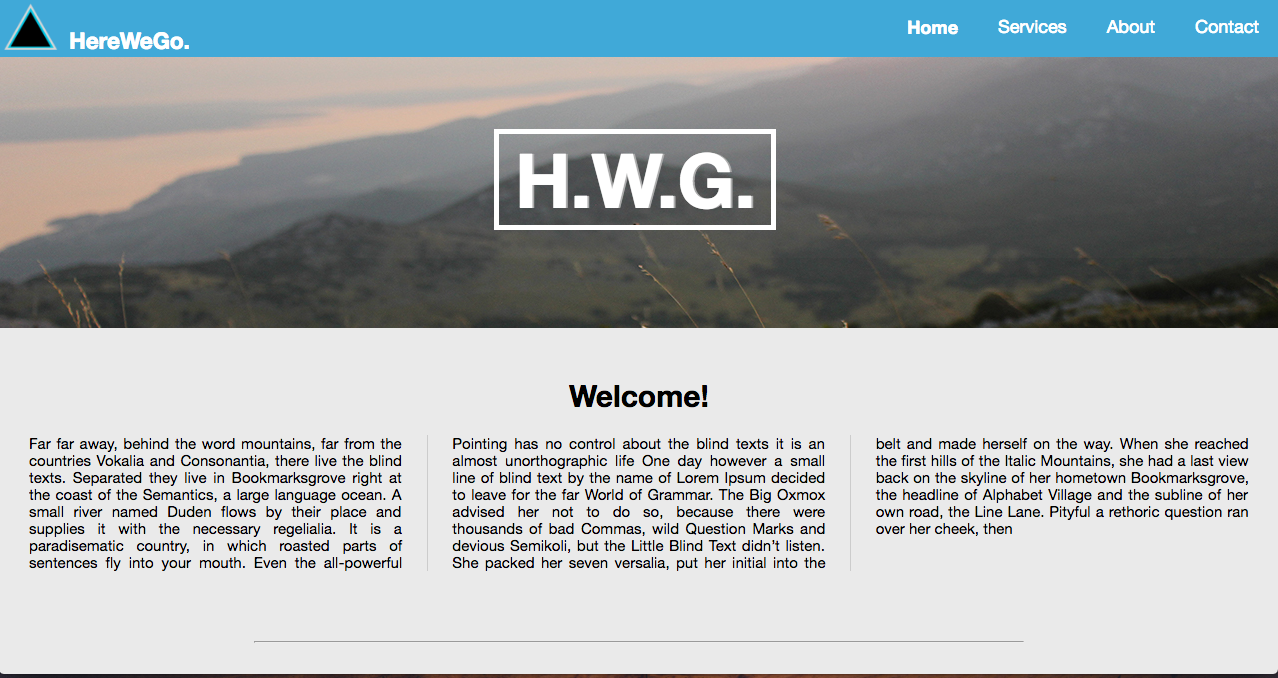 HereWeGo.
Home Services About Contact
H.W.G.
Welcome!
Far far away, behind the word mountains, far from the
countries Vokalia and Consonantia, there live the blind
texts. Separated they live in Bookmarksgrove right at
the coast of the Semantics, a large language ocean. A
small river named Duden flows by their place and
supplies it with the necessary regelialia. It is a
paradisematic country, in which roasted parts of
sentences fly into your mouth. Even the all-powerful
Pointing has no control about the blind texts it is an
almost unorthographic life One day however a small
line of blind text by the name of Lorem Ipsum decided
to leave for the far World of Grammar. The Big Oxmox
advised her not to do so, because there were
thousands of bad Commas, wild Question Marks and
devious Semikoli, but the Little Blind Text didn’t listen.
She packed her seven versalia, put her initial into the
belt and made herself on the way. When she reached
the first hills of the Italic Mountains, she had a last view
back on the skyline of her hometown Bookmarksgrove,
the headline of Alphabet Village and the subline of her
own road, the Line Lane. Pityful a rethoric question ran
over her cheek, then